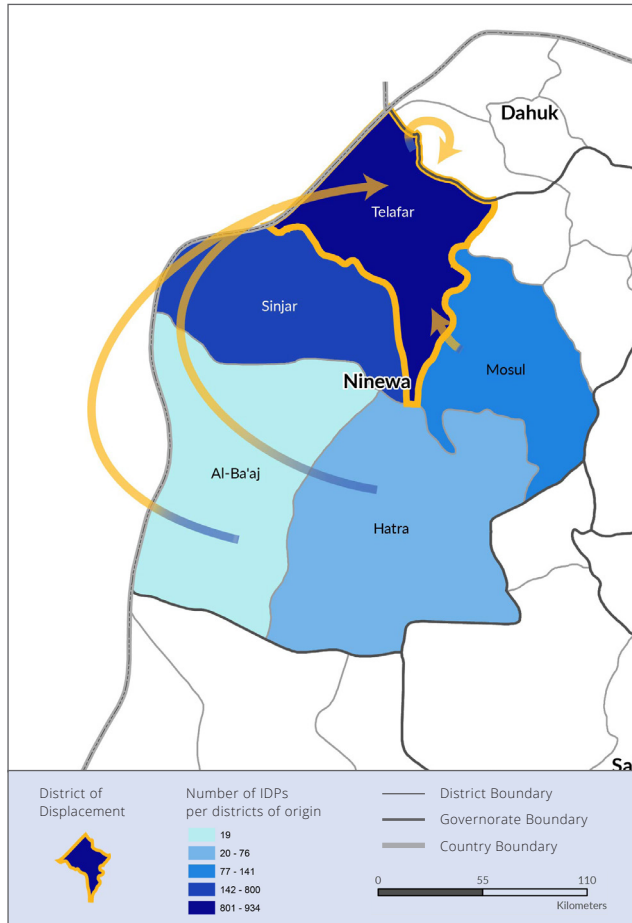 Dahuk
Telafar
Sinjar
Mosul
Ninewa
Al-Ba'aj
Hatra
Sa
District of
Displacement
Number of IDPs
per districts of origin
19
20 - 76
77 - 141
142 - 800
801 - 934
District Boundary
Governorate Boundary
Country Boundary
0 55 110
Kilometers